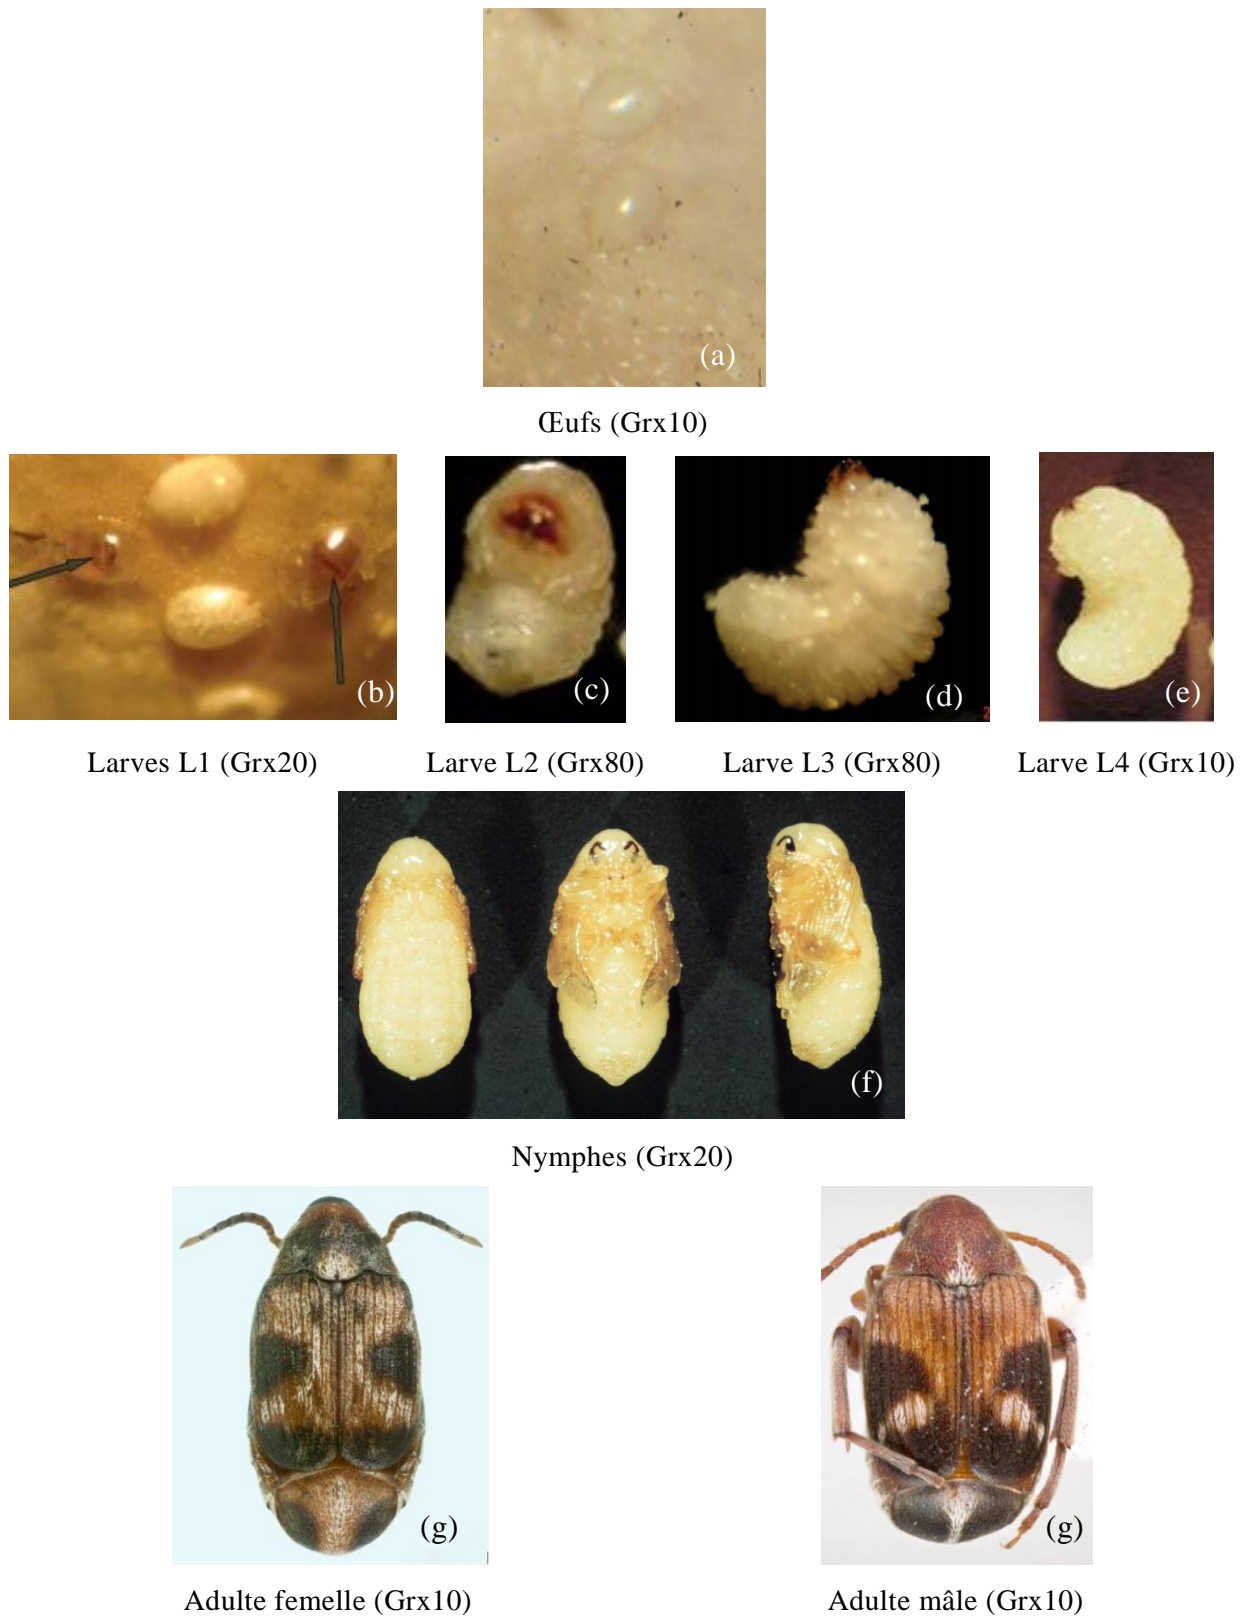 (a)
Œufs (Grx10)
(b)
(c)
(d)
(e)
Larves L1 (Grx20)
Larve L2 (Grx80)
Larve L3 (Grx80)
Larve L4 (Grx10)
(f)
Nymphes (Grx20)
(g)
(g)
Adulte femelle (Grx10)
Adulte mâle (Grx10)